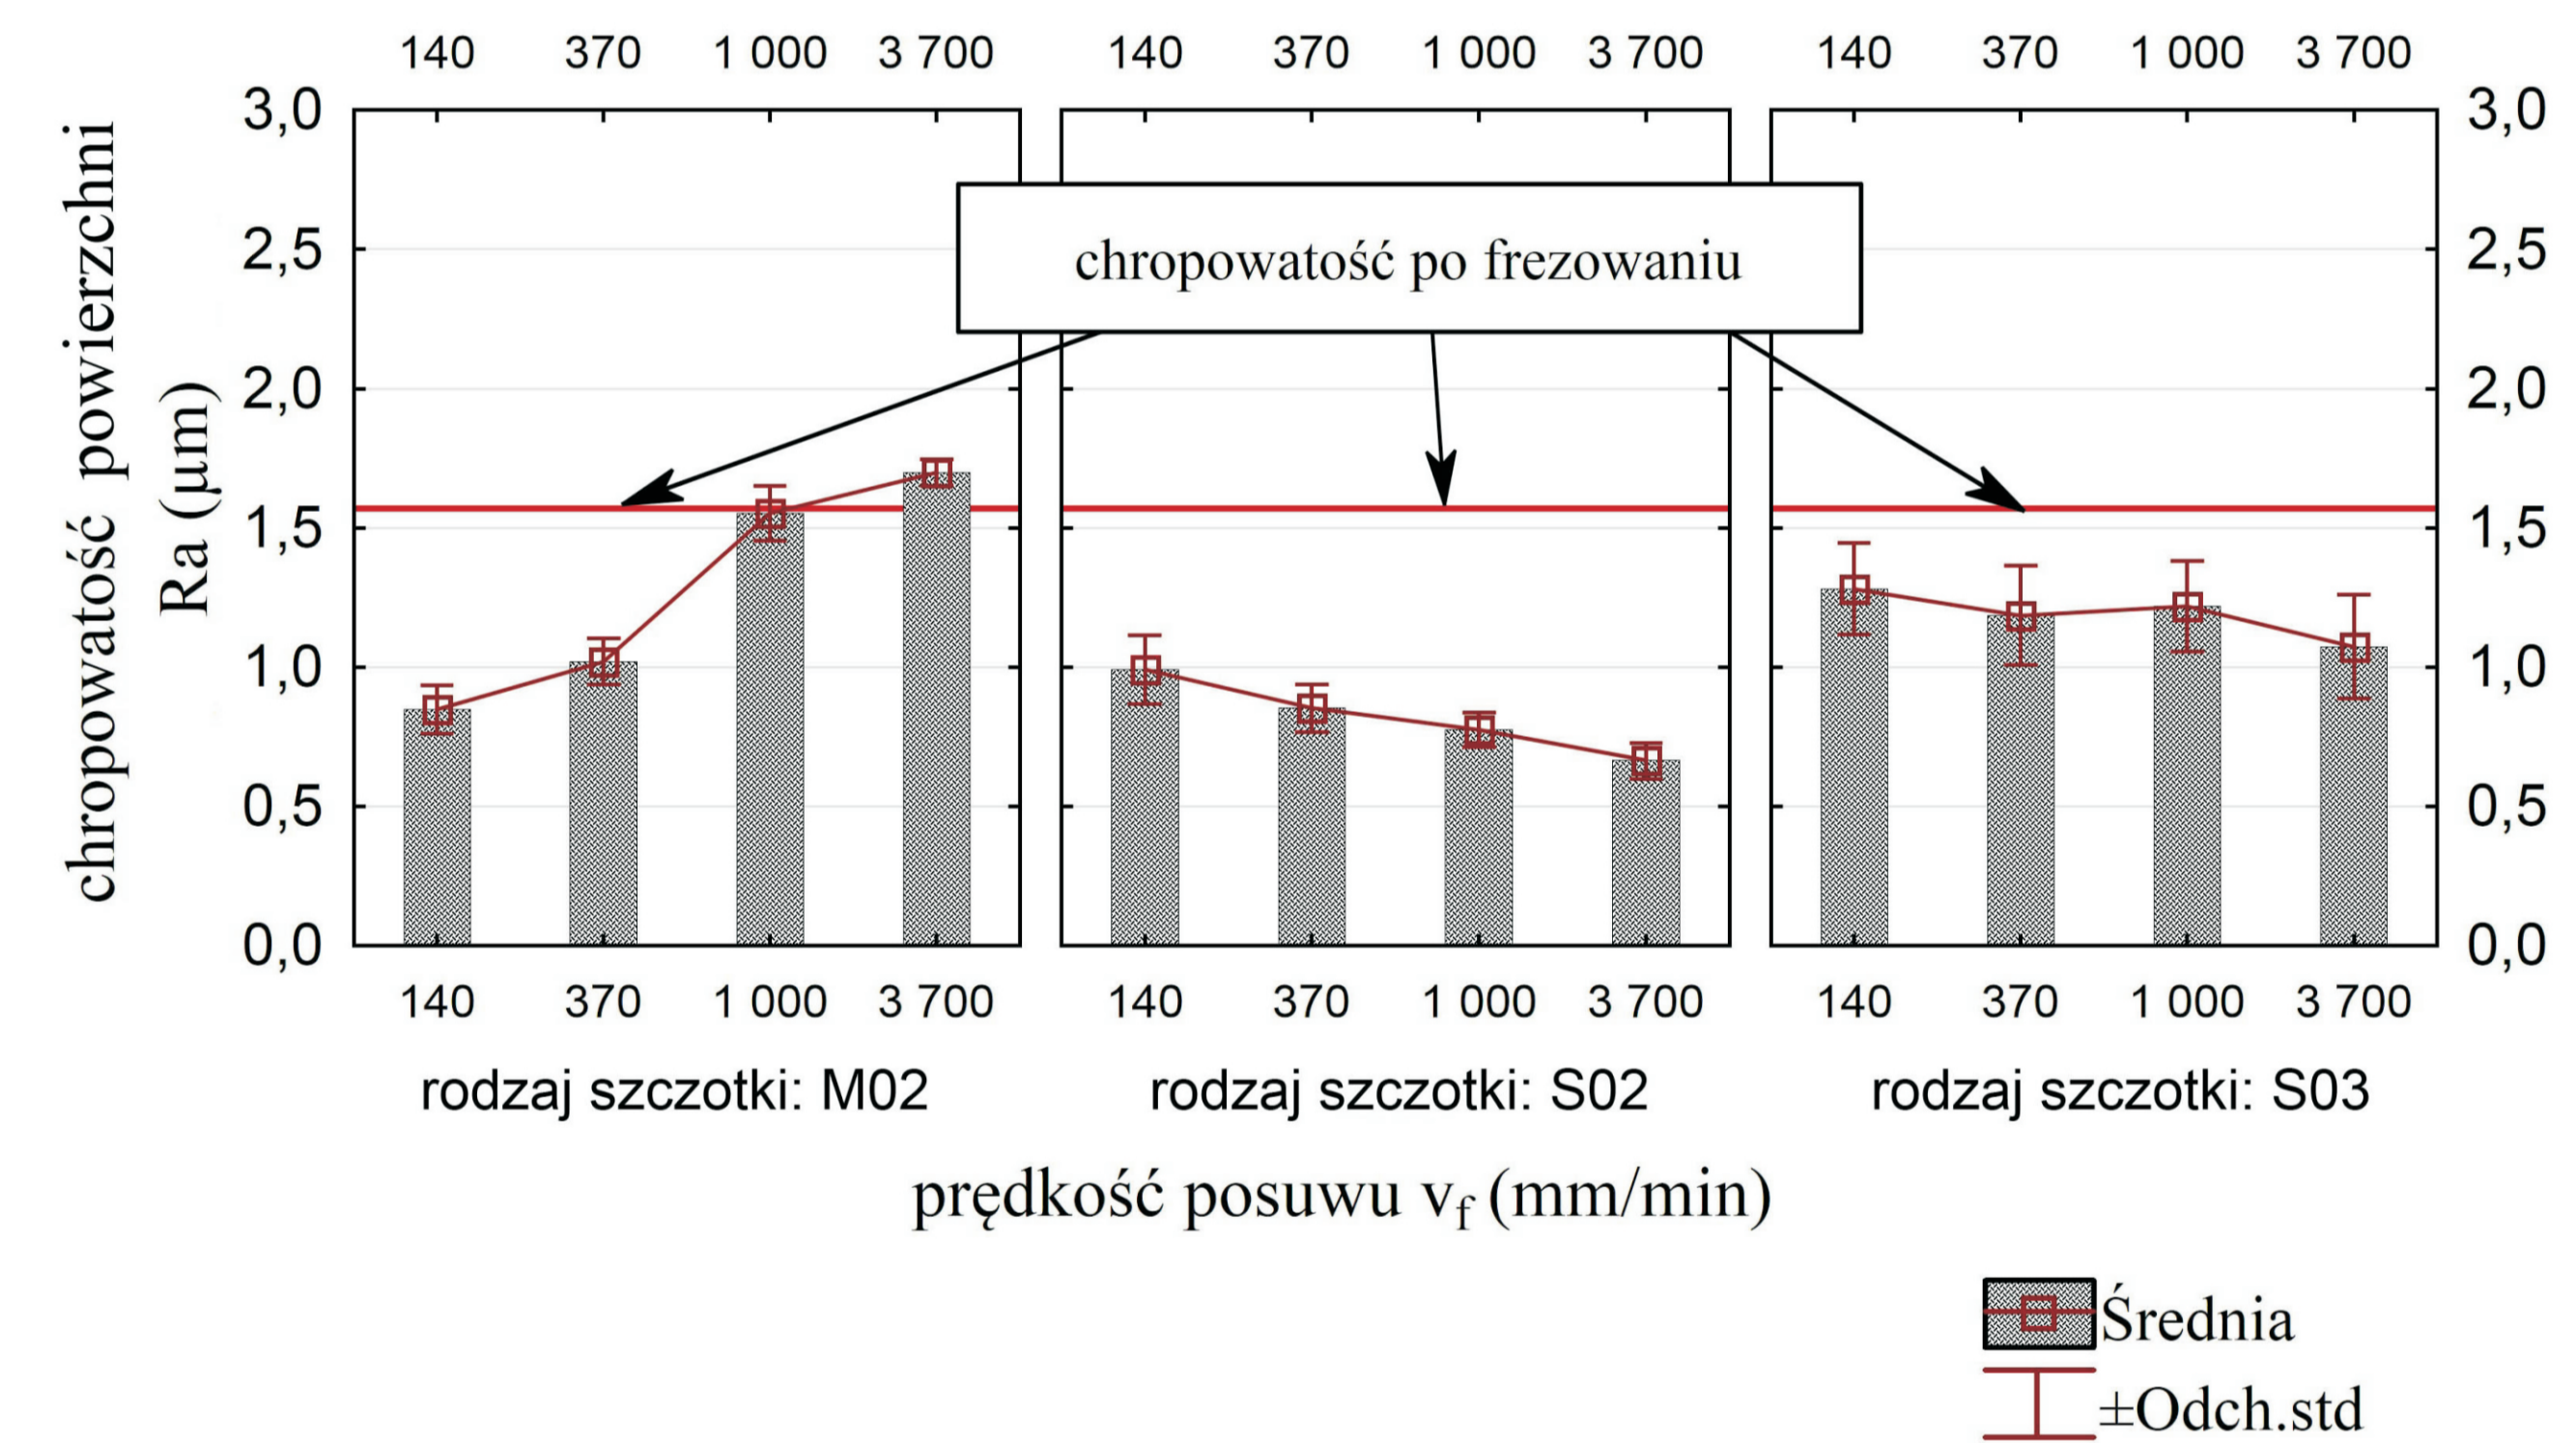 140 370 1 000 3 700 140 370 1 000 3 700 140 370 1 000 3 700
chropowatość powierzchni
Ra (μm)
3,0
2,5
2,0
1,5
1,0
0,5
0,0
chropowatość po frezowaniu
3,0
2,5
2,0
1,5
1,0
0,5
0,0
140 370 1 000 3 700 140 370 1 000 3 700 140 370 1 000 3 700
rodzaj szczotki: M02
rodzaj szczotki: S02
rodzaj szczotki: S03
prędkość posuwu vf (mm/min)
Średnia
±Odch.std